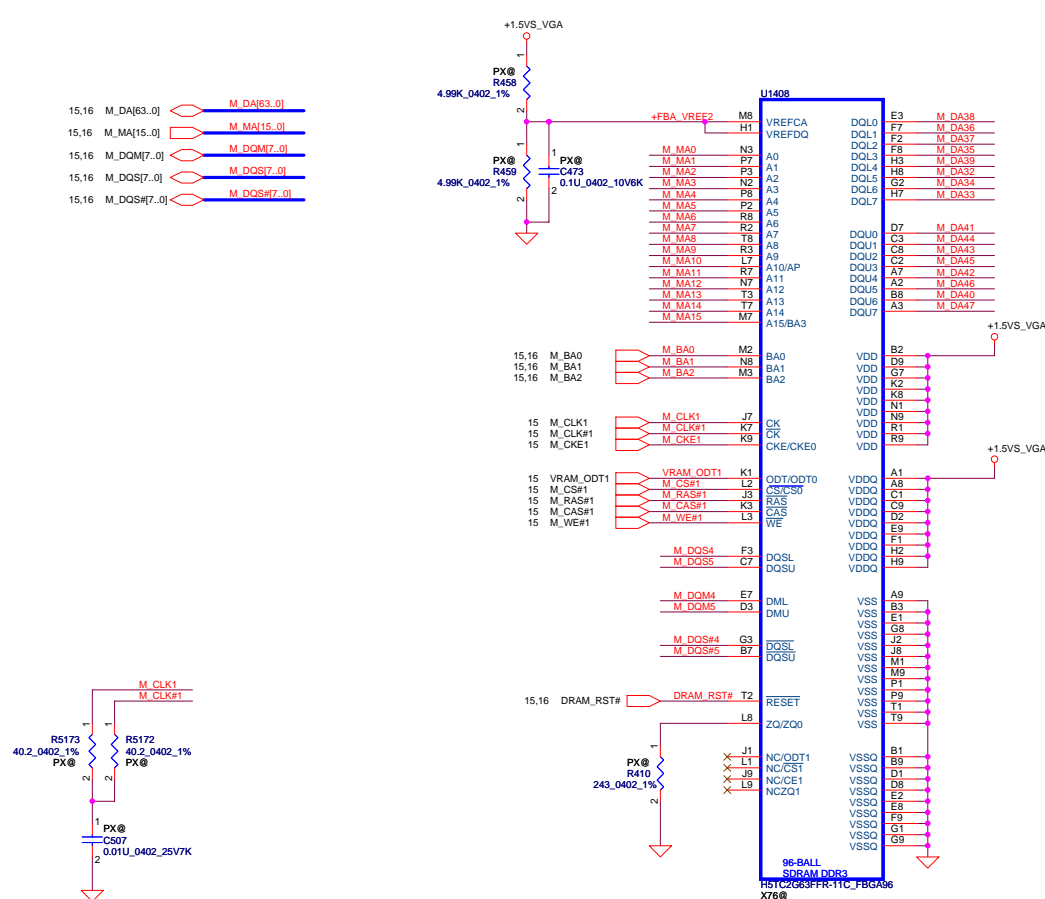 +1.5VS_VGA
1
PX@
R458
4.99K_0402_1%
2
15,16 M_DA[63..0] M_DA[63..0]
15,16 M_MA[15..0] M_MA[15..0]
15,16 M_DQM[7..0] M_DQM[7..0]
15,16 M_DQS[7..0] M_DQS[7..0]
15,16 M_DQS#[7..0] M_DQS#[7..0]
1
PX@
R459
4.99K_0402_1%
2
1
PX@
C473
0.1U_0402_10V6K
2
U1408
+FBA_VREF2 M8 VREFCA
H1 VREFDQ
M_MA0 N3 A0
M_MA1 P7 A1
M_MA2 P3 A2
M_MA3 N2 A3
M_MA4 P8 A4
M_MA5 P2 A5
M_MA6 R8 A6
M_MA7 R2 A7
M_MA8 T8 A8
M_MA9 R3 A9
M_MA10 L7 A10/AP
M_MA11 R7 A11
M_MA12 N7 A12
M_MA13 T3 A13
M_MA14 T7 A14
M_MA15 M7 A15/BA3
15,16 M_BA0 M_BA0 M2 BA0
15,16 M_BA1 M_BA1 N8 BA1
15,16 M_BA2 M_BA2 M3 BA2
15 M_CLK1 M_CLK1 J7 CK
15 M_CLK#1 M_CLK#1 K7 CK
15 M_CKE1 M_CKE1 K9 CKE/CKE0
15 VRAM_ODT1 VRAM_ODT1 K1 ODT/ODT0
15 M_CS#1 M_CS#1 L2 CS/CS0
15 M_RAS#1 M_RAS#1 J3 RAS
15 M_CAS#1 M_CAS#1 K3 CAS
15 M_WE#1 M_WE#1 L3 WE
M_DQS4 F3 DQSL
M_DQS5 C7 DQSU
M_DQM4 E7 DML
M_DQM5 D3 DMU
M_DQS#4 G3 DQSL
M_DQS#5 B7 DQSU
15,16 DRAM_RST# DRAM_RST# T2 RESET
L8 ZQ/ZQ0
J1 NC/ODT1
L1 NC/CS1
J9 NC/CE1
L9 NCZQ1
1
PX@
R410
243_0402_1%
2
DQL0 E3 M_DA38
DQL1 F7 M_DA36
DQL2 F2 M_DA37
DQL3 F8 M_DA35
DQL4 H3 M_DA39
DQL5 H8 M_DA32
DQL6 G2 M_DA34
DQL7 H7 M_DA33
DQU0 D7 M_DA41
DQU1 C3 M_DA44
DQU2 C8 M_DA43
DQU3 C2 M_DA45
DQU4 A7 M_DA42
DQU5 A2 M_DA46
DQU6 B8 M_DA40
DQU7 A3 M_DA47
+1.5VS_VGA
VDD B2
VDD D9
VDD G7
VDD K2
VDD K8
VDD N1
VDD N9
VDD R1
VDD R9
+1.5VS_VGA
VDDQ A1
VDDQ A8
VDDQ C1
VDDQ C9
VDDQ D2
VDDQ E9
VDDQ F1
VDDQ H2
VDDQ H9
VSS A9
VSS B3
VSS E1
VSS G8
VSS J2
VSS J8
VSS M1
VSS M9
VSS P1
VSS P9
VSS T1
VSS T9
VSSQ B1
VSSQ B9
VSSQ D1
VSSQ D8
VSSQ E2
VSSQ E8
VSSQ F9
VSSQ G1
VSSQ G9
96-BALL
SDRAM DDR3
H5TC2G63FFR-11C_FBGA96
X76@
M_CLK1
M_CLK#1
1
R5173
40.2_0402_1%
PX@
2
1
R5172
40.2_0402_1%
PX@
2
1
PX@
C507
0.01U_0402_25V7K
2